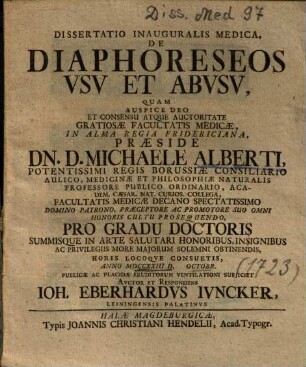 Diss. Med 97
DISSERTATIO INAUGURALIS MEDICA,
DE
DIAPHORESEOS
VSV ET ABVSV,
QUAM
AUSPICE DEO
ET CONSENSU ATQUE AUCTORITATE
GRATIOSÆ FACULTATIS MEDICÆ,
IN ALMA REGIA FRIDERICIANA,
PRÆSIDE
DN. D. MICHAELE ALBERTI,
POTENTISSIMI REGIS BORUSSIÆ CONSILIARIO
AULICO, MEDICINÆ ET PHILOSOPHIÆ NATURALIS
PROFESSORE PUBLICO ORDINARIO, ACA-
DEM. CÆSAR. NAT. CURIOS. COLLEGA,
FACULTATIS MEDICÆ DECANO SPECTATISSIMO
DOMINO PATRONO, PRÆCEPTORE AC PROMOTORE SUO OMNI
HONORIS CULTU PROSEQUENDO,
PRO GRADU DOCTORIS
SUMMISQUE IN ARTE SALUTARI HONORIBUS, INSIGNIBUS
AC PRIVILEGIIS MORE MAJORUM SOLEMNI OBTINENDIS,
HORIS LOCOQVE CONSUETIS,
ANNO MDCCXXIII D. OCTOBR.
(1723)
PUBLICÆ AC PLACIDÆ ERUDITORUM VENTILATIONI SUBJICIET
AVCTOR ET RESPONDENS
IOH. EBERHARDVS IVNCKER,
LEININGENSIS PALATINUS
HALÆ MAGDEBURGICÆ,
Typis JOANNIS CHRISTIANI HENDELII, Acad. Typogr.